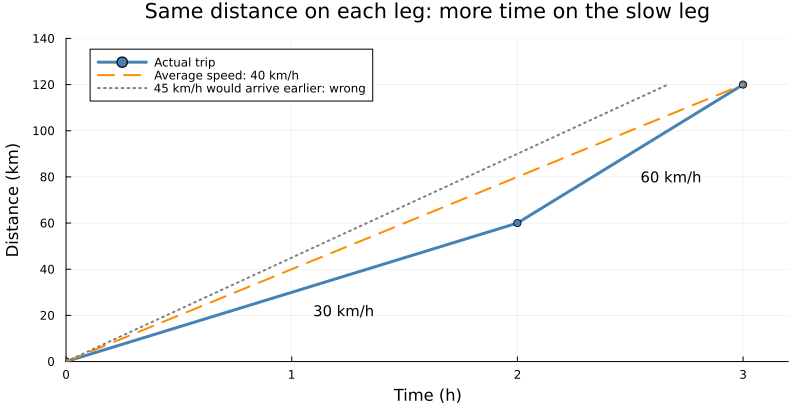 Same distance on each leg: more time on the slow leg
Distance (km)
140
120
100
80
60
40
20
0
Actual trip
Average speed: 40 km/h
45 km/h would arrive earlier: wrong
60 km/h
30 km/h
0
1
2
3
Time (h)